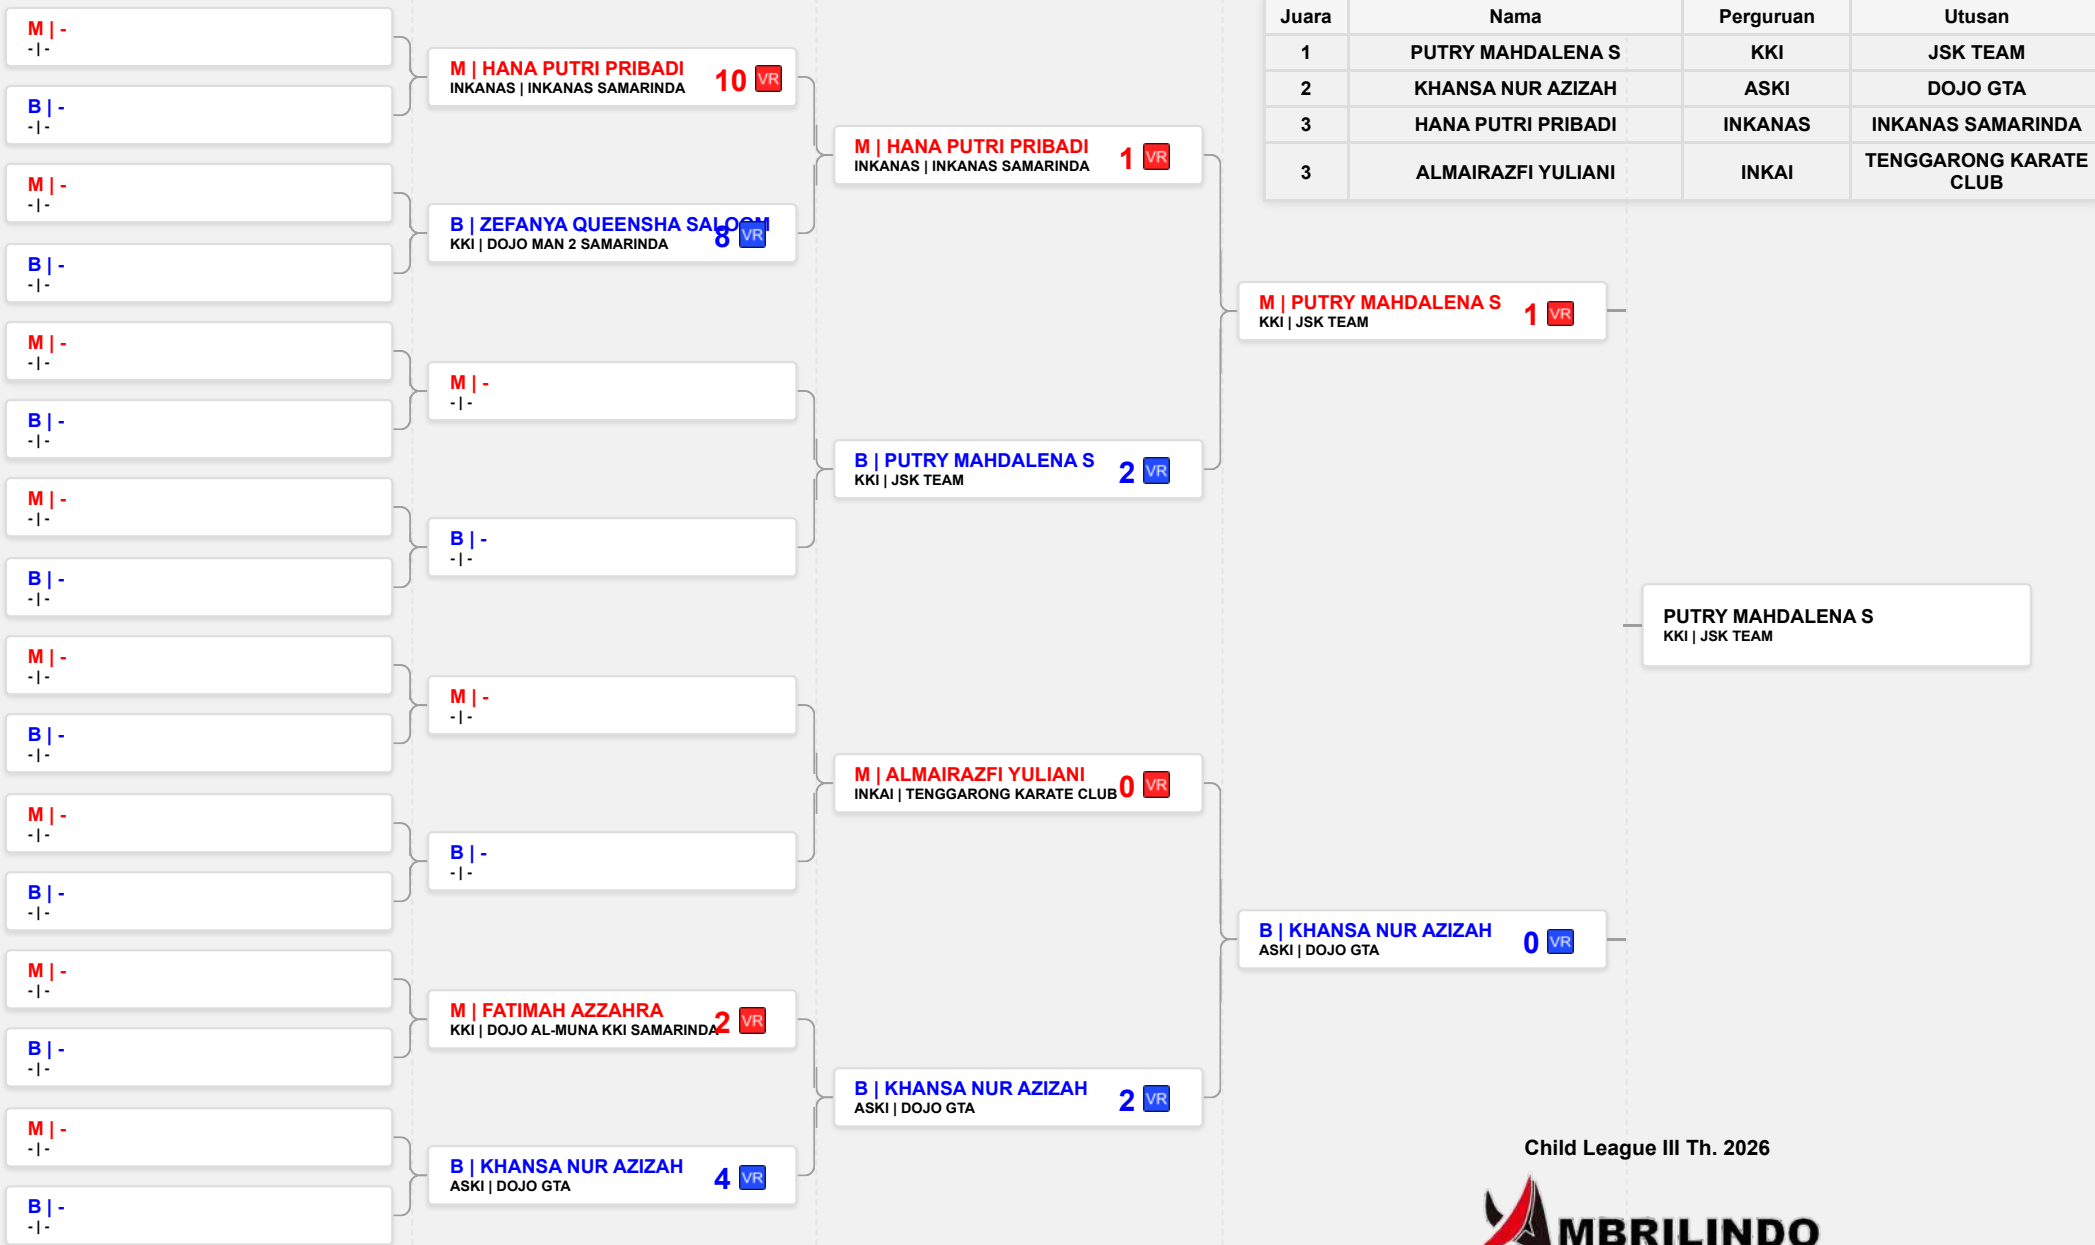 M | -
- | -
B | -
- | -
M | -
- | -
B | -
- | -
M | -
- | -
B | -
- | -
M | -
- | -
B | -
- | -
M | -
- | -
B | -
- | -
M | -
- | -
B | -
- | -
M | -
- | -
B | -
- | -
M | -
- | -
B | -
- | -
M | HANA PUTRI PRIBADI
INKANAS | INKANAS SAMARINDA 10 VR
B | ZEFANYA QUEENSHA SALOOM
KKI | DOJO MAN 2 SAMARINDA 8 VR
M | -
- | -
B | -
- | -
M | -
- | -
B | -
- | -
M | FATIMAH AZZAHRA
KKI | DOJO AL-MUNA KKI SAMARINDA 2 VR
B | KHANSA NUR AZIZAH
ASKI | DOJO GTA 4 VR
M | HANA PUTRI PRIBADI
INKANAS | INKANAS SAMARINDA 1 VR
B | PUTRY MAHDALENA S
KKI | JSK TEAM 2 VR
M | ALMAIRAZFI YULIANI
INKAI | TENGGARONG KARATE CLUB 0 VR
B | KHANSA NUR AZIZAH
ASKI | DOJO GTA 2 VR
M | PUTRY MAHDALENA S
KKI | JSK TEAM 1 VR
B | KHANSA NUR AZIZAH
ASKI | DOJO GTA 0 VR
PUTRY MAHDALENA S
KKI | JSK TEAM
Juara Nama Perguruan Utusan
1 PUTRY MAHDALENA S KKI JSK TEAM
2 KHANSA NUR AZIZAH ASKI DOJO GTA
3 HANA PUTRI PRIBADI INKANAS INKANAS SAMARINDA
3 ALMAIRAZFI YULIANI INKAI TENGGARONG KARATE
CLUB
Child League III Th. 2026
MBRILINDO